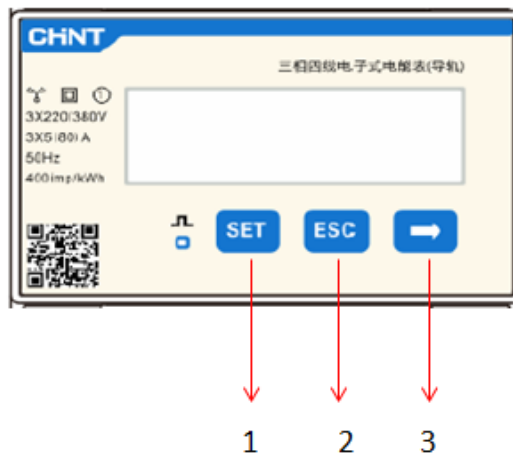 CHNT
三相四线电子式电能表(导轨)
3X220/380V
3X5(80)A
50Hz
400imp/kWh
SET
ESC
1
2
3